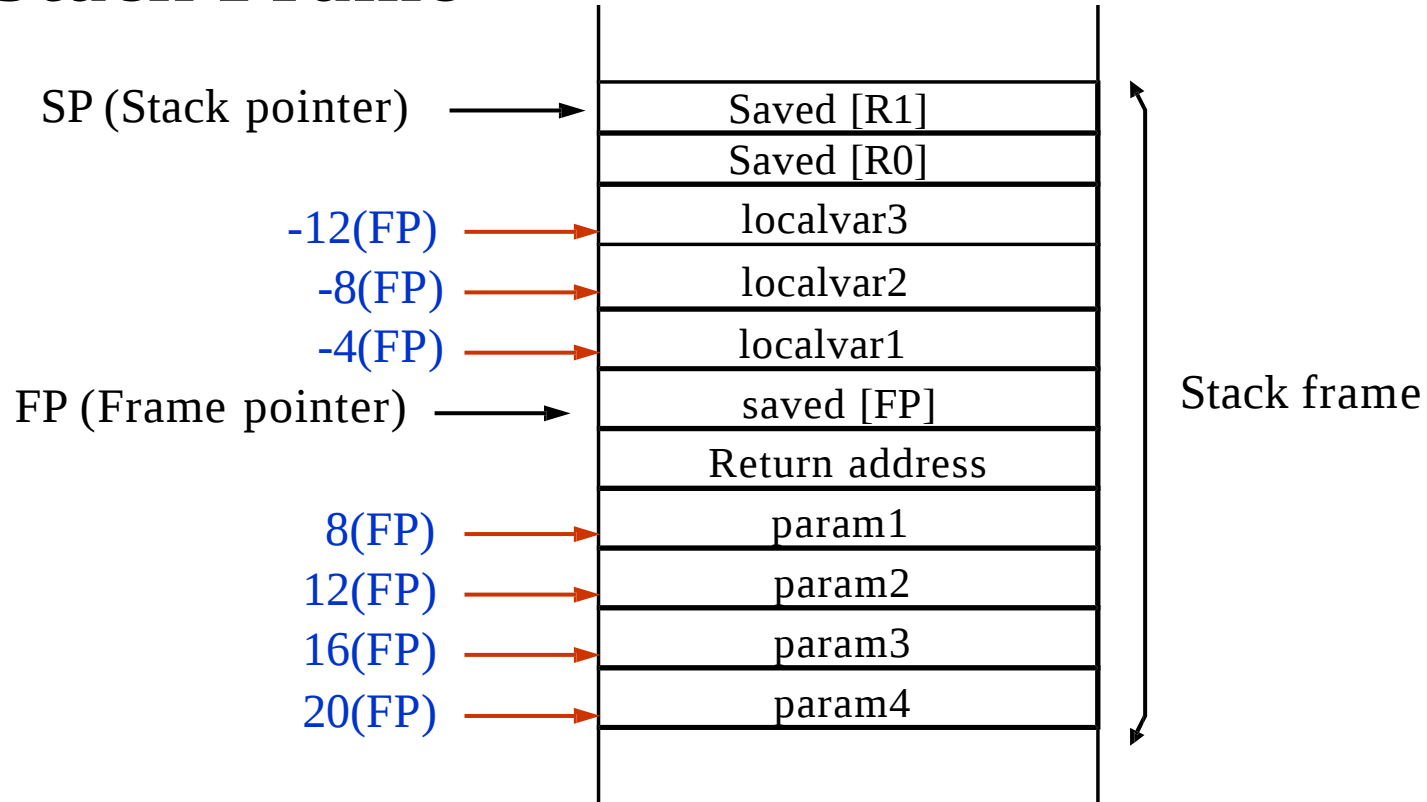 SP (Stack pointer)
Saved [R1]
Saved [R0]
-12(FP)
localvar3
-8(FP)
localvar2
-4(FP)
localvar1
FP (Frame pointer)
saved [FP]
Stack frame
Return address
8(FP)
param1
12(FP)
param2
16(FP)
param3
20(FP)
param4